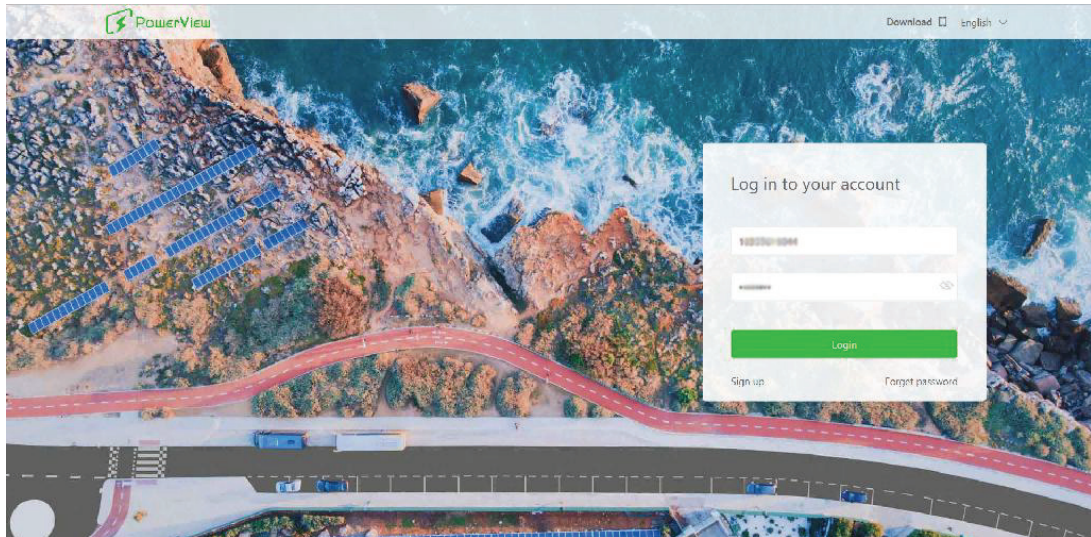 PowerView
Download English
Log in to your account
Login
Sign up Forget password